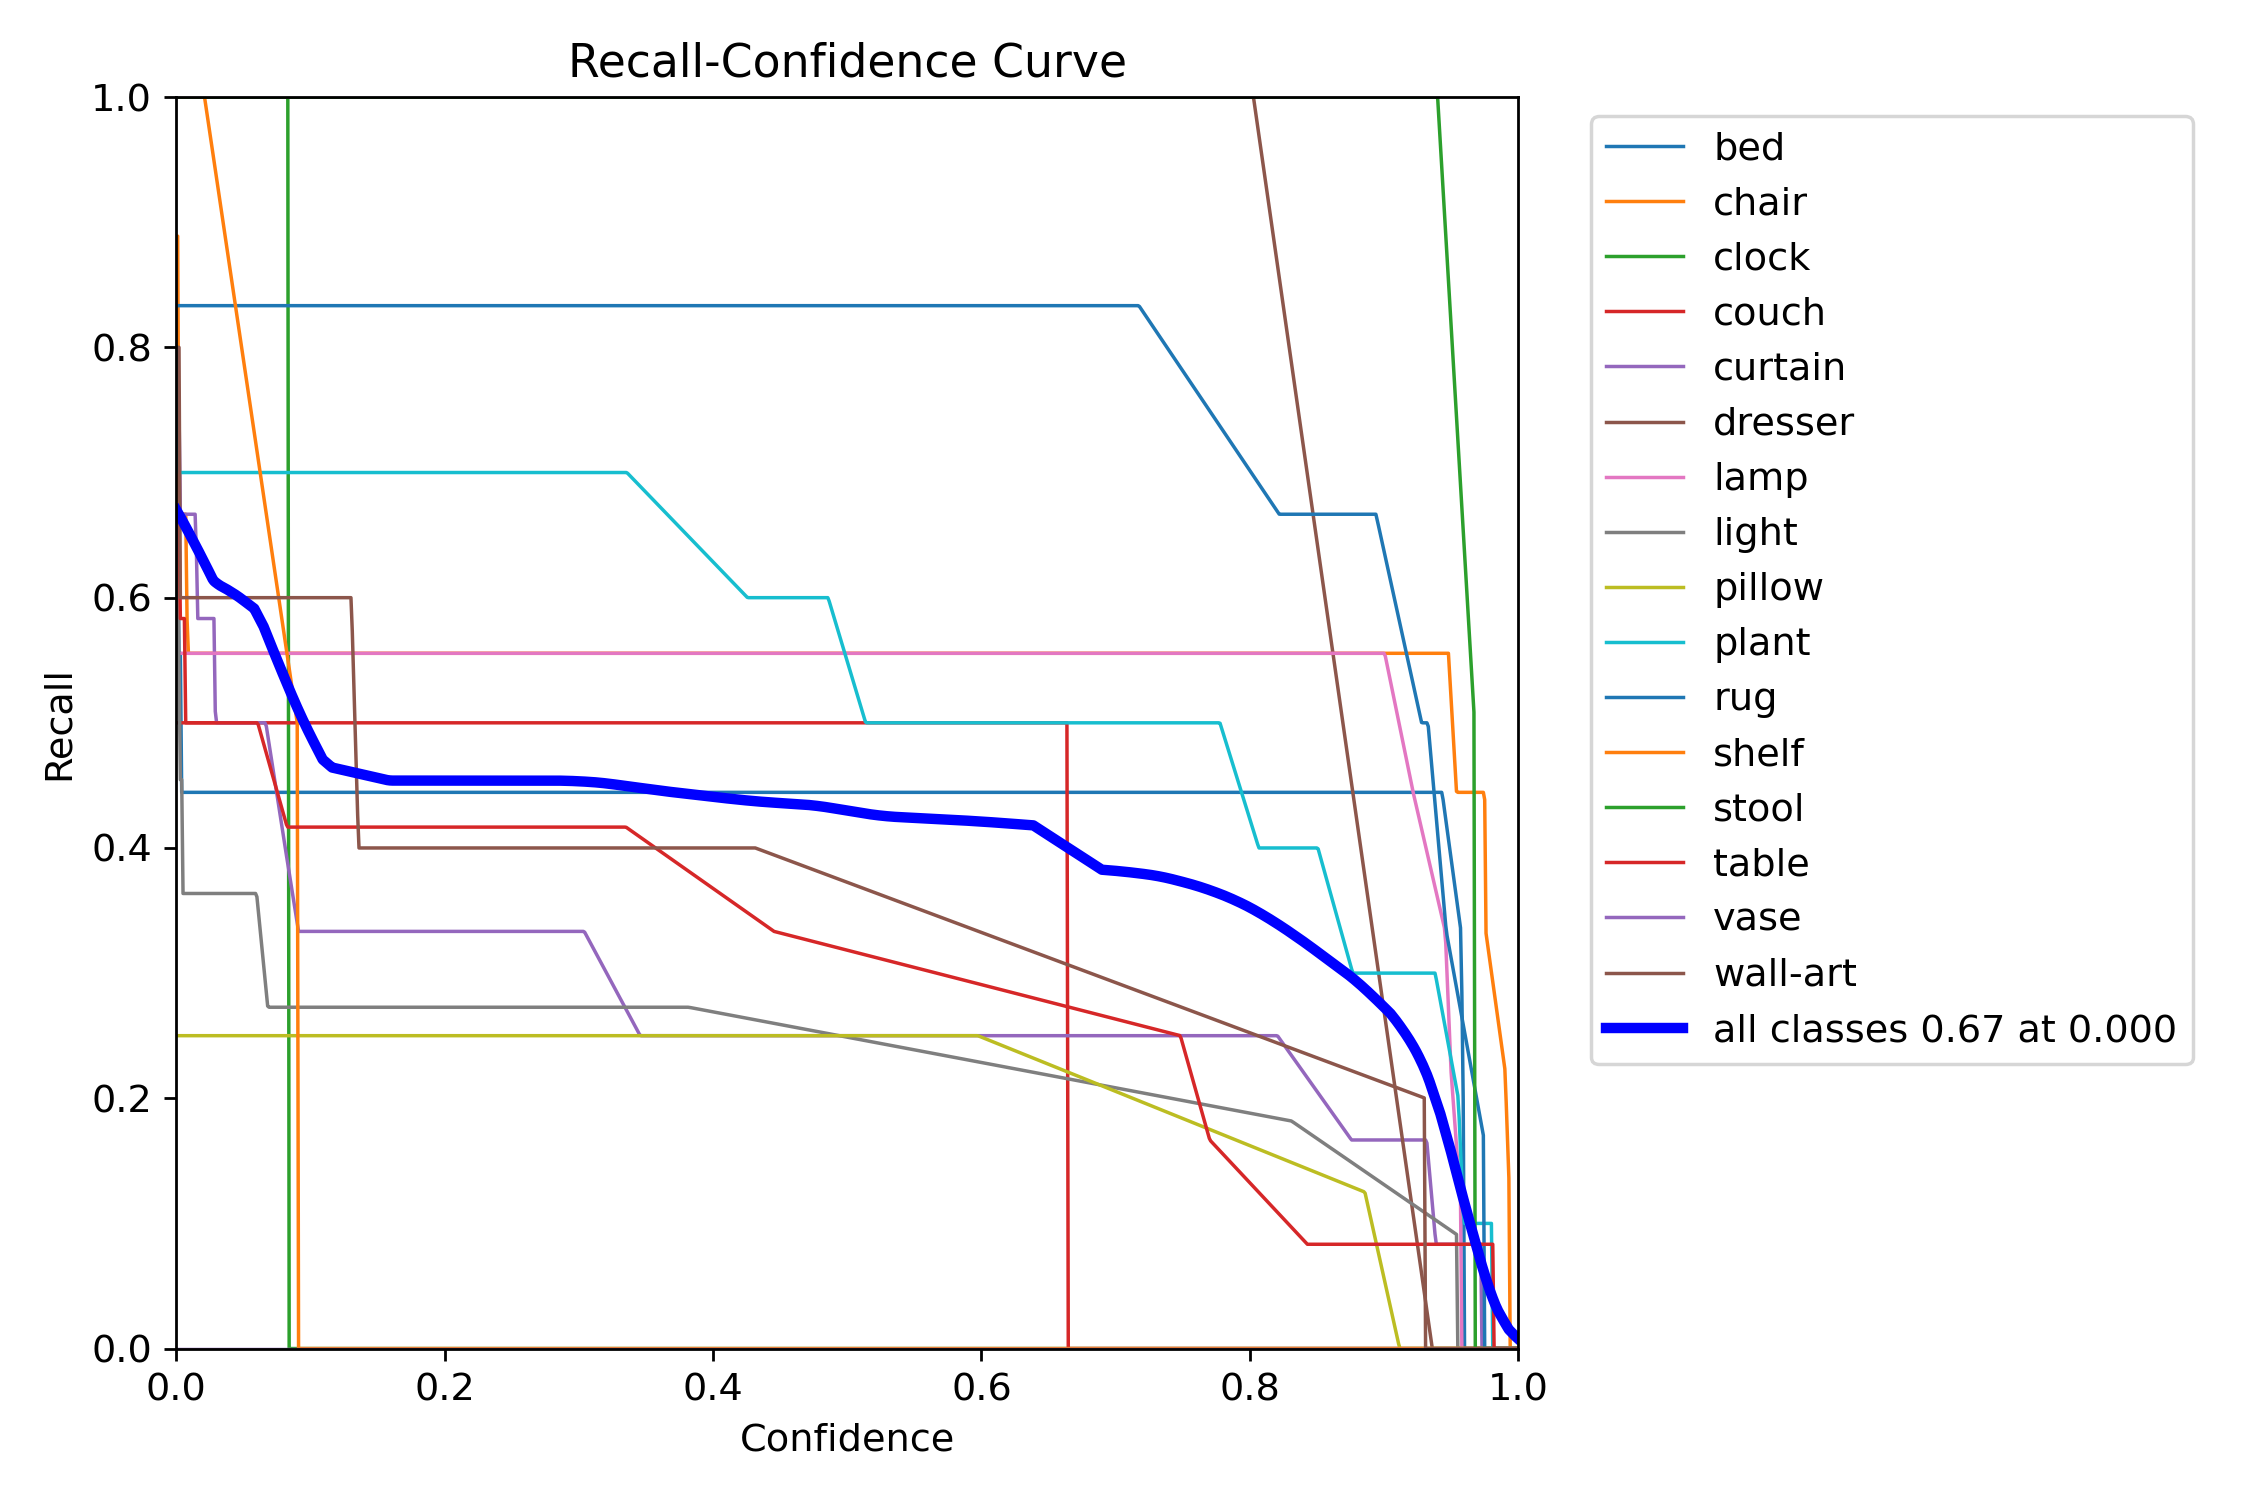 Recall-Confidence Curve
1.0
0.8
0.6
0.4
0.2
0.0
Recall
0.0 0.2 0.4 0.6 0.8 1.0
Confidence
bed
chair
clock
couch
curtain
dresser
lamp
light
pillow
plant
rug
shelf
stool
table
vase
wall-art
all classes 0.67 at 0.000